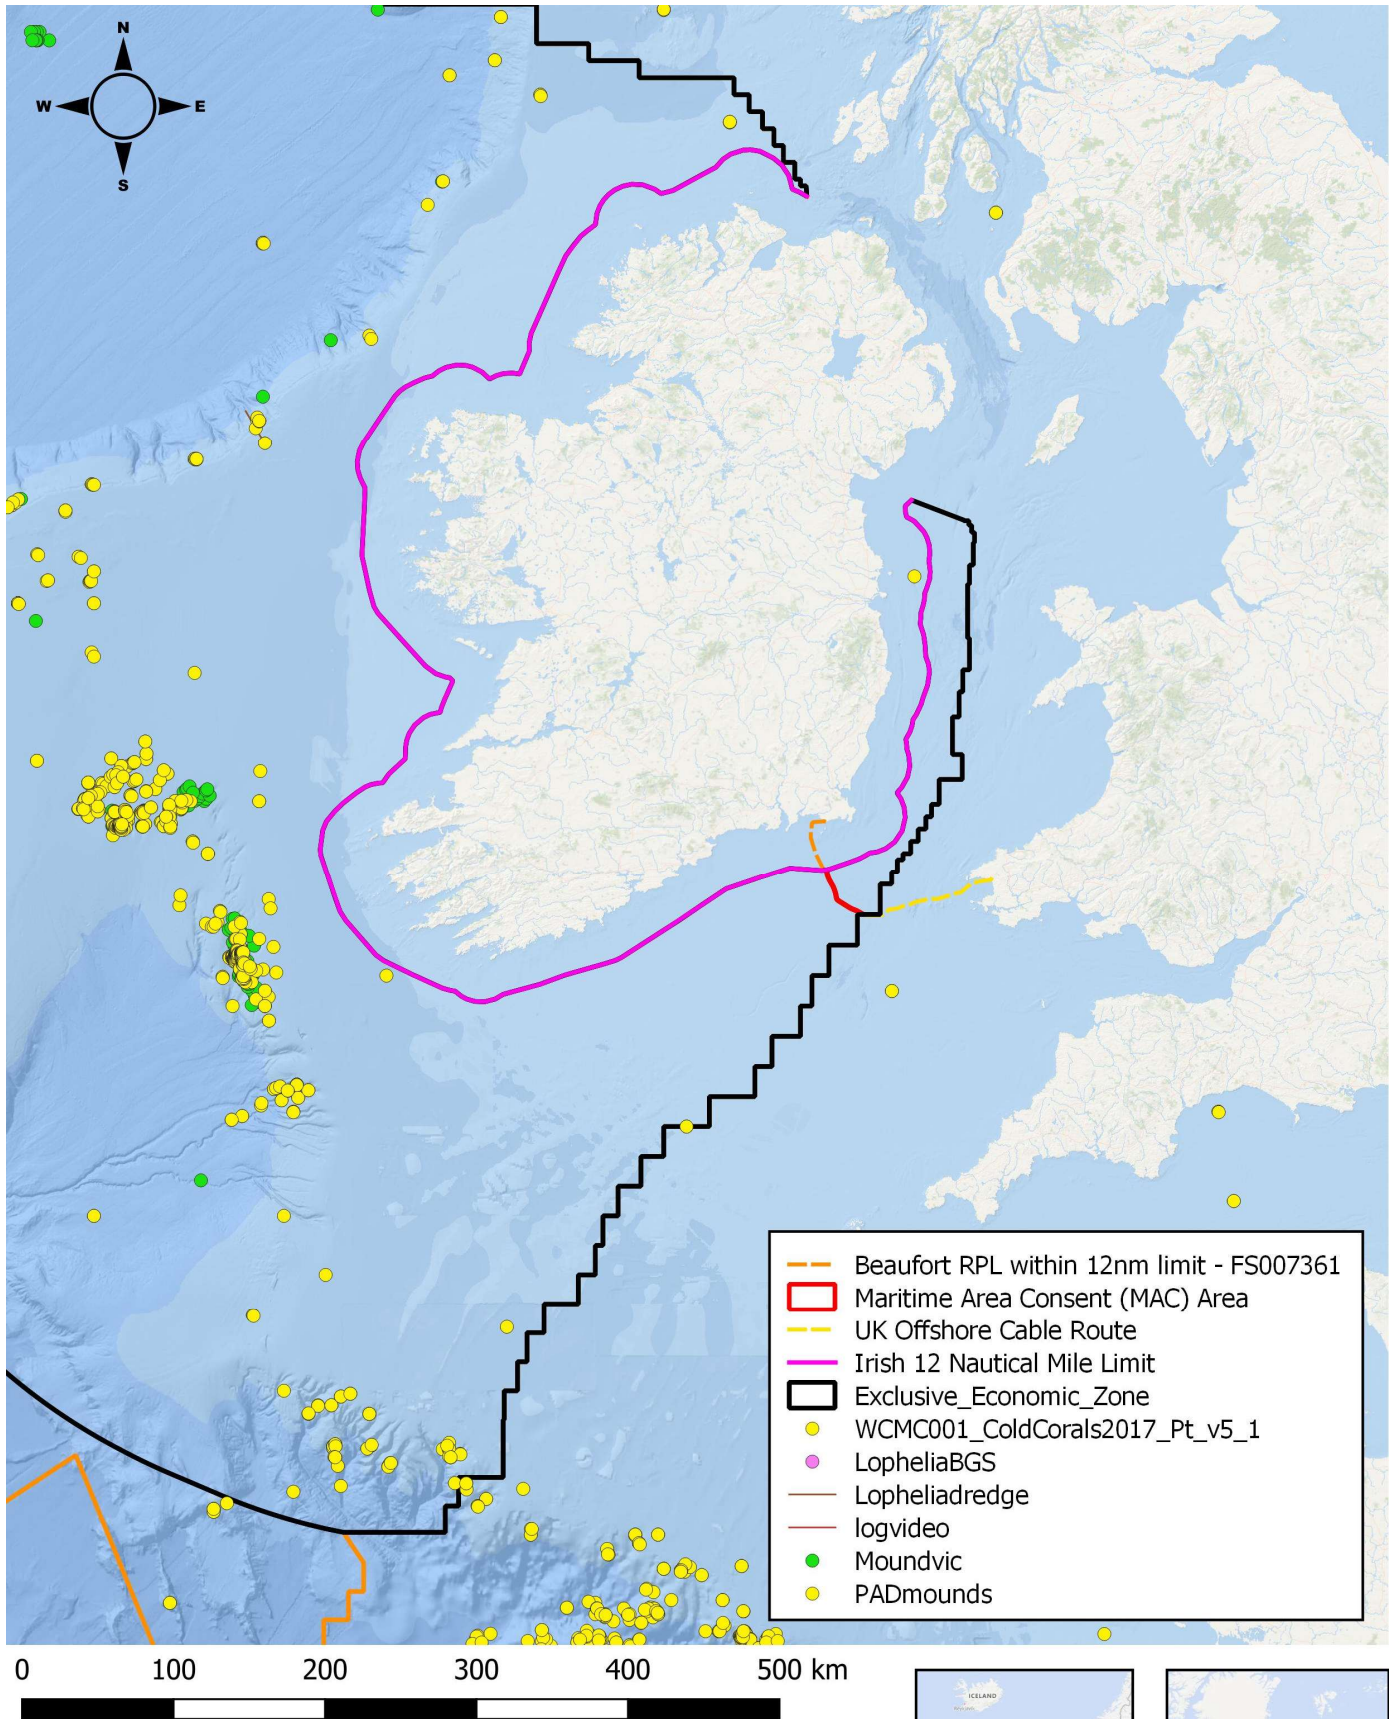 N
W E
S
Beaufort RPL within 12nm limit - FS007361
Maritime Area Consent (MAC) Area
UK Offshore Cable Route
Irish 12 Nautical Mile Limit
Exclusive_Economic_Zone
WCMC001_ColdCorals2017_Pt_v5_1
LopheliaBGS
Lopheliadredge
logvideo
Moundvic
PADmounds
0 100 200 300 400 500 km
ICELAND